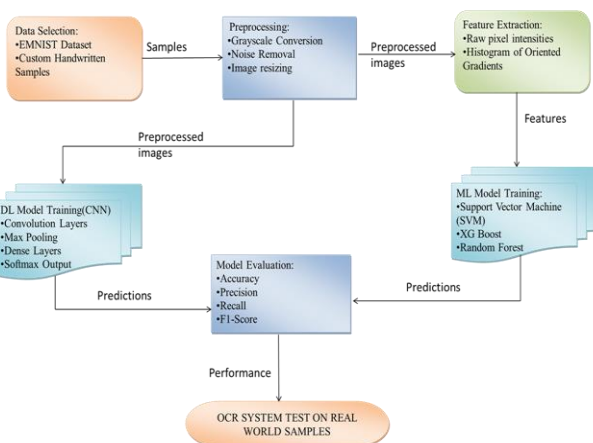 Data Selection:
•EMNIST Dataset
•Custom Handwritten
Samples
Samples
Preprocessing:
•Grayscale Conversion
•Noise Removal
•Image resizing
Preprocessed
images
Feature Extraction:
•Raw pixel intensities
•Histogram of Oriented
Gradients
Features
Preprocessed
images
DL Model Training(CNN)
•Convolution Layers
•Max Pooling
•Dense Layers
•Softmax Output
ML Model Training:
•Support Vector Machine
(SVM)
•XG Boost
•Random Forest
Predictions
Model Evaluation:
•Accuracy
•Precision
•Recall
•F1-Score
Predictions
Performance
OCR SYSTEM TEST ON REAL
WORLD SAMPLES